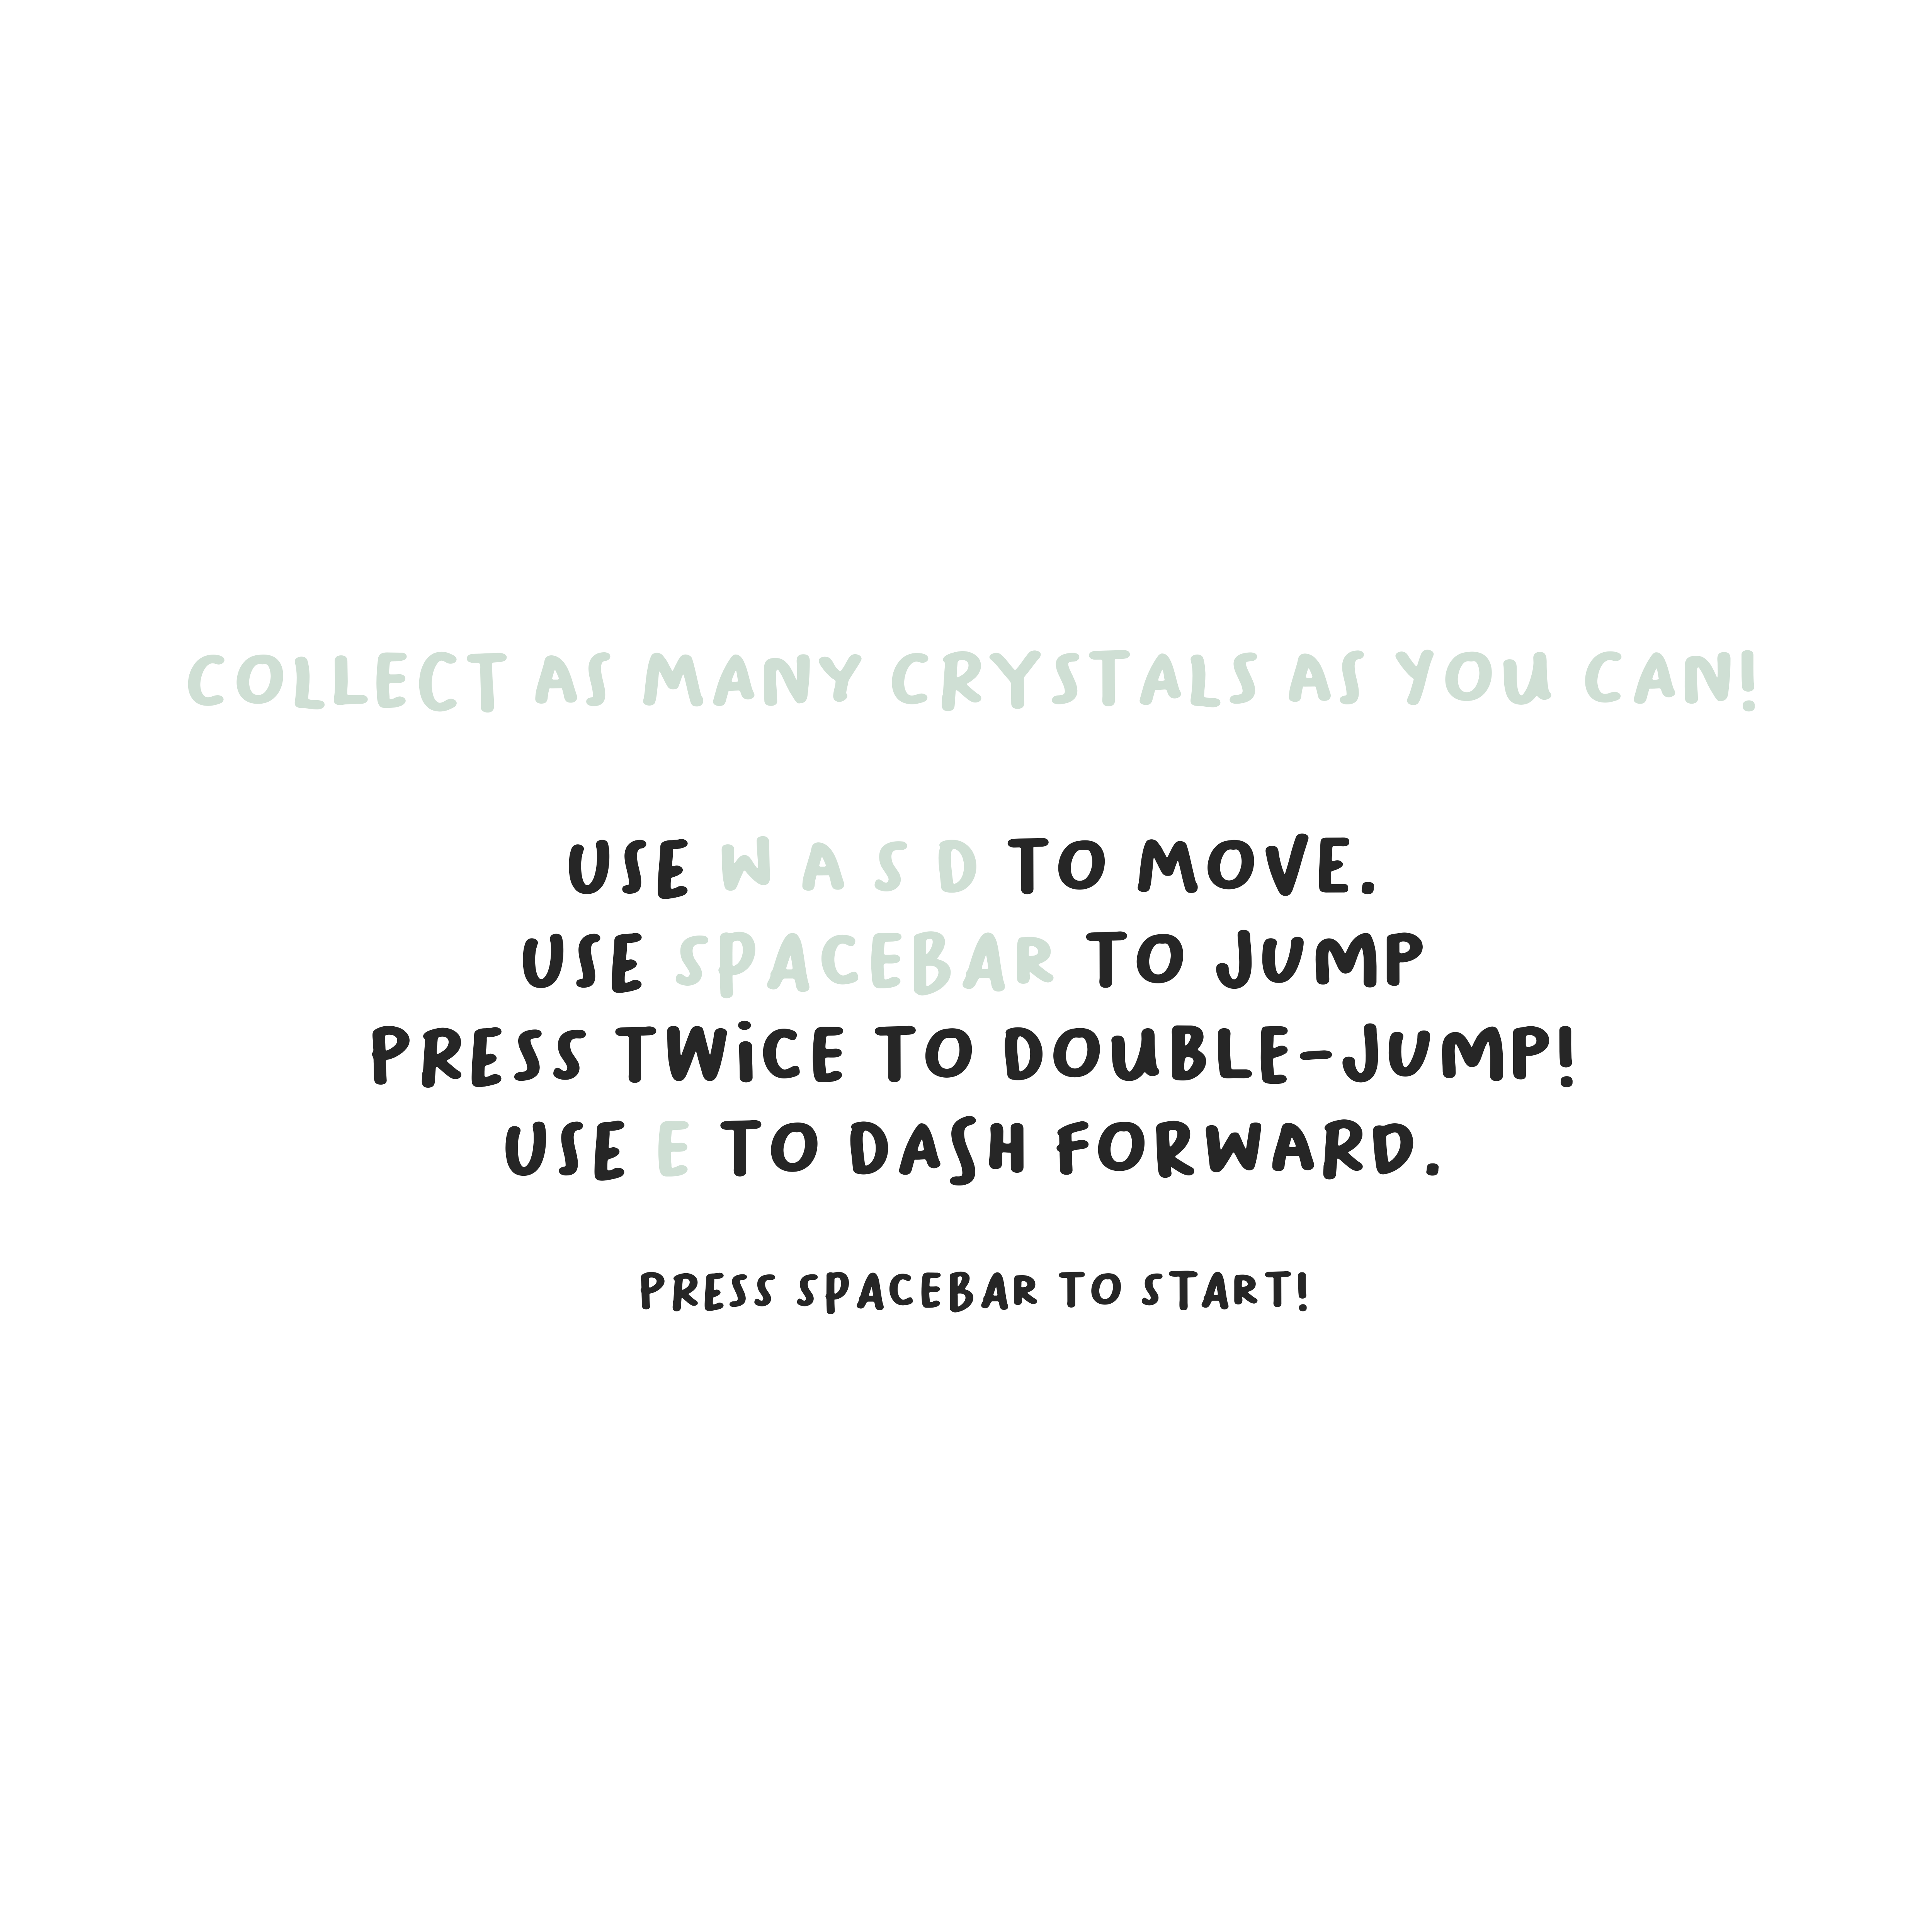 COLLECT AS MANY CRYSTALS AS YOU CAN!
USE W A S D TO MOVE.
USE SPACEBAR TO JUMP
PRESS TWICE TO DOUBLE-JUMP!
USE E TO DASH FORWARD.
PRESS SPACEBAR TO START!